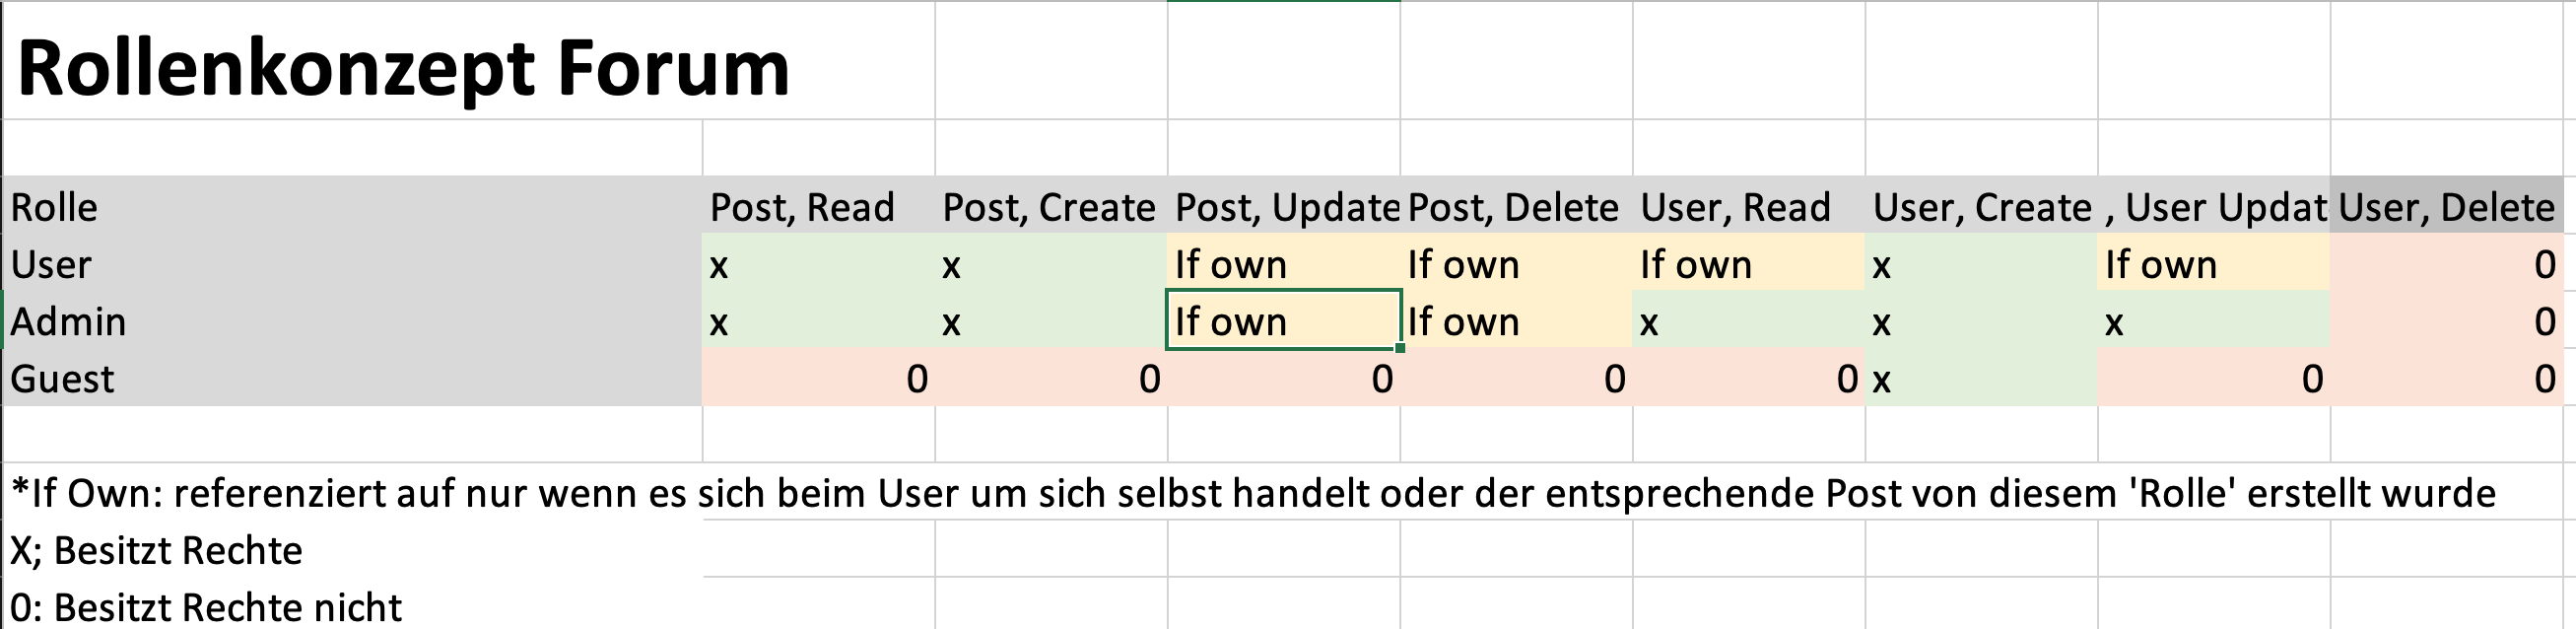 Rollenkonzept Forum
Rolle Post, Read Post, Create Post, Update Post, Delete User, Read User, Create , User Updat User, Delete
User x x If own If own If own x If own 0
Admin x x If own If own x x x 0
Guest 0 0 0 0 0 x 0 0
*If Own: referenziert auf nur wenn es sich beim User um sich selbst handelt oder der entsprechende Post von diesem 'Rolle' erstellt wurde
X; Besitzt Rechte
0: Besitzt Rechte nicht